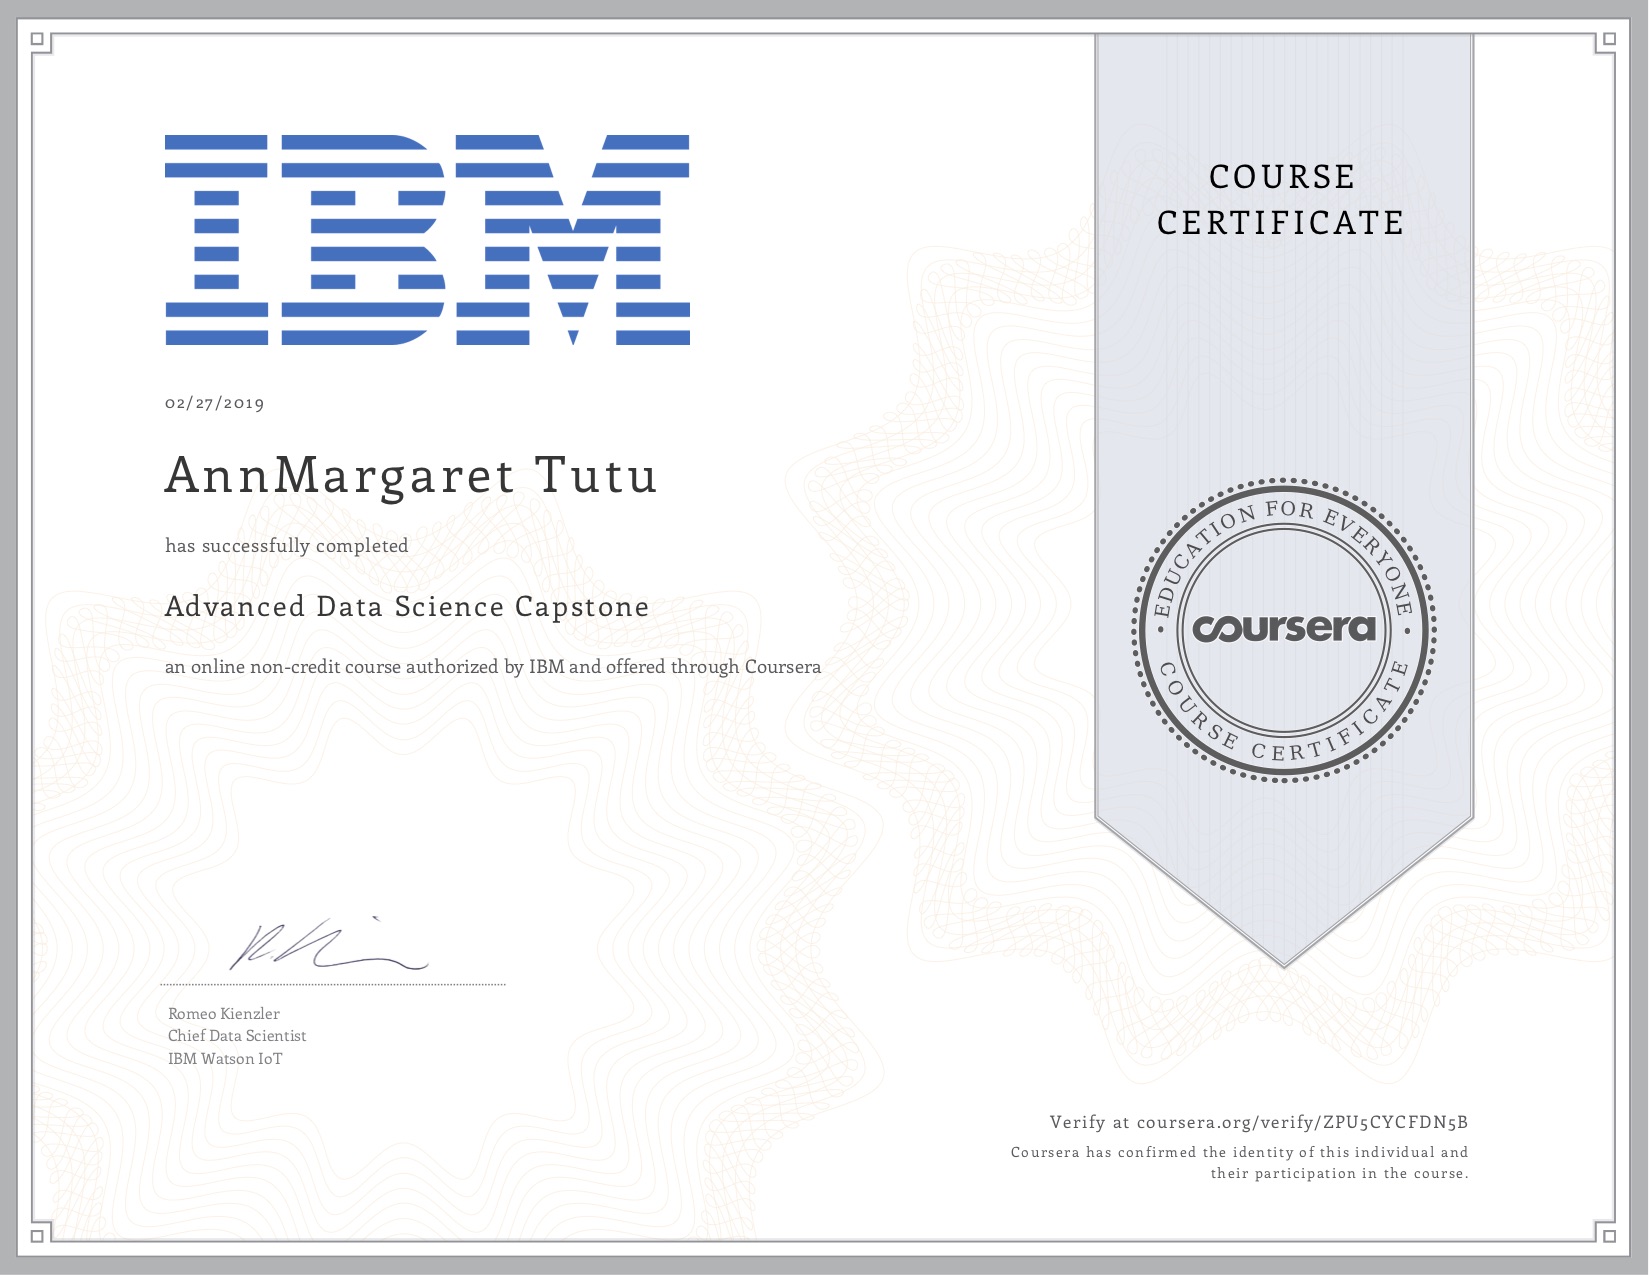 IBM
02/27/2019
AnnMargaret Tutu
has successfully completed
Advanced Data Science Capstone
an online non-credit course authorized by IBM and offered through Coursera
Romeo Kienzler
Chief Data Scientist
IBM Watson IoT
COURSE
CERTIFICATE
EDUCATION FOR EVERYONE
coursera
COURSE CERTIFICATE
Verify at coursera.org/verify/ZPU5CYCFDN5B
Coursera has confirmed the identity of this individual and
their participation in the course.